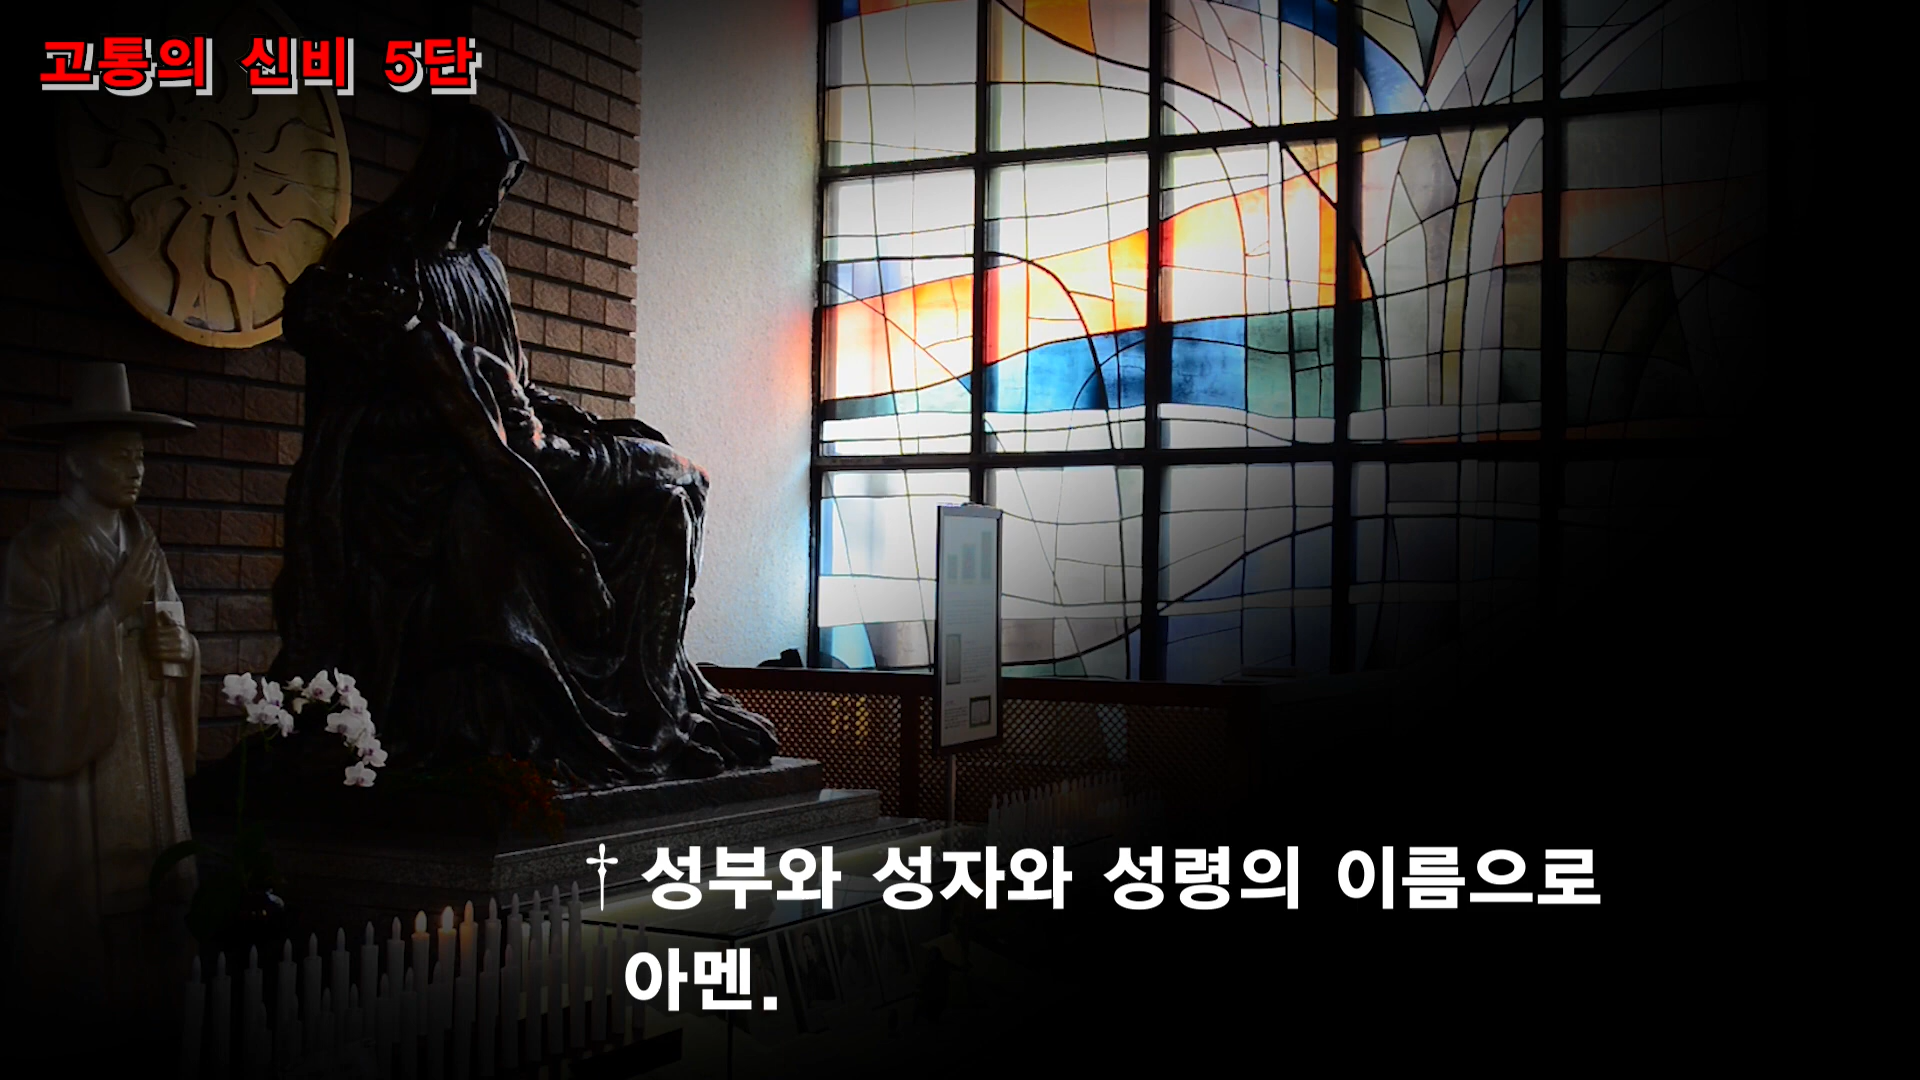 고통의 신비 5단
† 성부와 성자와 성령의 이름으로
아멘.